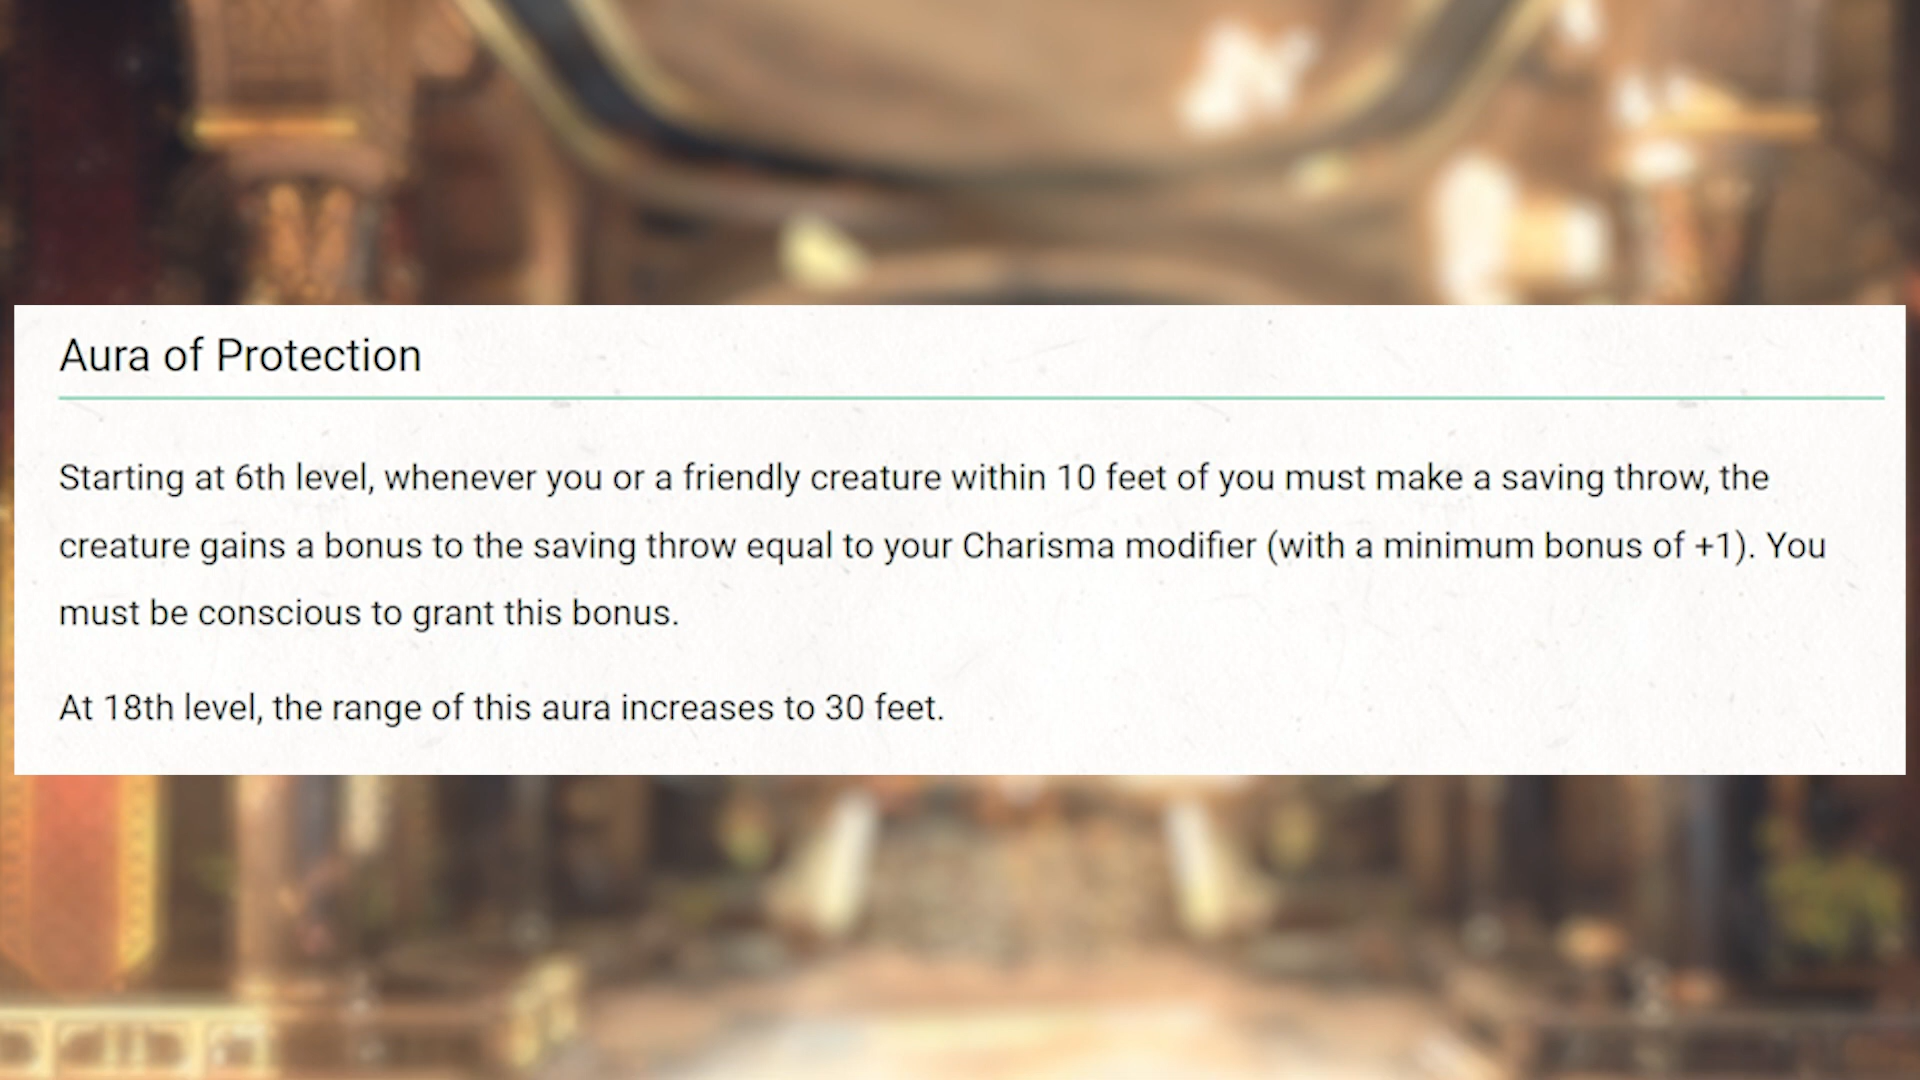 Aura of Protection
Starting at 6th level, whenever you or a friendly creature within 10 feet of you must make a saving throw, the
creature gains a bonus to the saving throw equal to your Charisma modifier (with a minimum bonus of +1). You
must be conscious to grant this bonus.
At 18th level, the range of this aura increases to 30 feet.